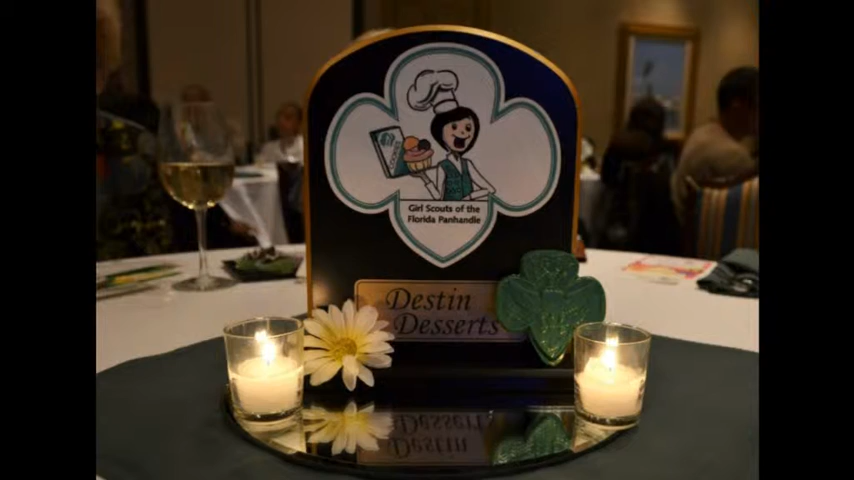 Girl Scouts of the
Florida Panhandle
Destin
Desserts